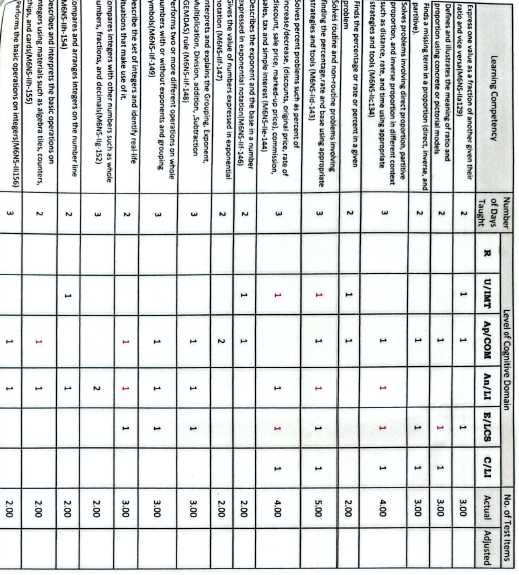 Learning Competency Number of Days Taught Level of Cognitive Domain No. of Test Items
R U/IMT Ap/COM An/LI E/LCS C/LI Actual Adjusted
Express one value as a fraction of another given their
ratio and vice versa(M6NS-IIa129) 2 1 1 1 3.00
Defines and illustrates the meaning of ratio and
proportion using concrete or pictorial models 2 1 1 3.00
Finds a missing term in a proportion (direct, inverse, and
partitive). 2 1 1 1 3.00
Solves problems involving direct proportion, partitive
proportion, and inverse proportion in different context
such as distance, rate, and time using appropriate
strategies and tools (M6NS-IIc134) 3 1 1 1 4.00
Finds the percentage or rate or percent in a given
problem 2 1 1 2.00
Solves routine and non-routine problems involving
finding the percentage,rate and base using appropriate
strategies and tools (M6NS-IId-143) 3 1 1 1 1 1 5.00
Solves percent problems such as percent of
increase/decrease, (discounts, original price, rate of
discount, sale price, marked-up price), commission,
sales, tax and simple interest (M6NS-IIe-144) 3 1 1 1 1 4.00
describes the exponent and the base in a number
expressed in exponential notation(M6NS-IIf-146) 2 1 1 2.00
Gives the value of numbers expressed in exponential
notation (M6NS-IIf-147) 2 2 2.00
Interprets and explains the Grouping, Exponent,
Multiplication, Division, Addition, ,Subtraction
(GEMDAS) rule (M6NS-IIf-148) 3 1 1 1 3.00
Performs two or more different operations on whole
numbers with or without exponents and grouping
symbols(M6NS-IIf-149) 3 1 1 1 3.00
describe the set of integers and identify real-life
situation that make use of it. 2 1 1 1 3.00
compares integers with other numbers such as whole
numbers, fraction, and decimals(M6NS-IIg-152) 3 2 2.00
ompares and arranges integers on the number line
M6NS-IIh-154) 2 1 1 2.00
Describes and interprets the basic operations on
ntegers using materials such as algebra tiles, counters,
hips, and cards(M6NS-IIh-155) 2 1 1 2.00
Performs the basic operations on integers(M6NS-III156) 3 1 1 2.00